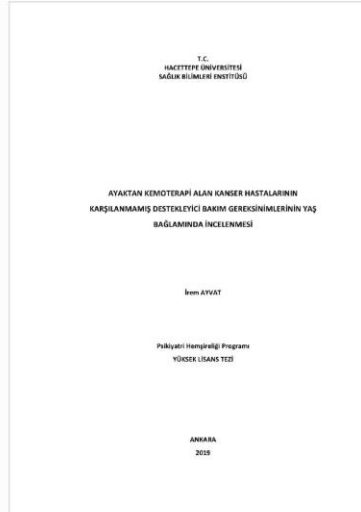 T.C.
HACETTEPE ÜNİVERSİTESİ
SAĞLIK BİLİMLERİ ENSTİTÜSÜ
AYAKTAN KEMOTERAPİ ALAN KANSER HASTALARININ
KARŞILANMAMIŞ DESTEKLEYİCİ BAKIM GEREKSİNİMLERİNİN YAŞ
BAĞLAMINDA İNCELENMESİ
İrem AYVAT
Psikiyatri Hemşireliği Programı
YÜKSEK LİSANS TEZİ
ANKARA
2019